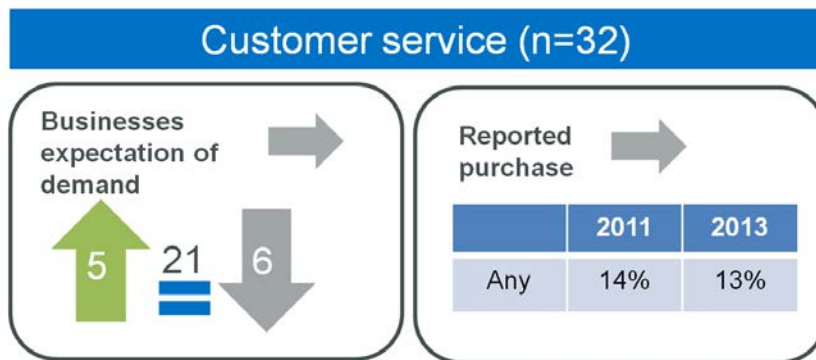 Customer service (n=32)
Businesses
expectation of
demand
5
21
6
Reported
purchase
2011 2013
Any 14% 13%